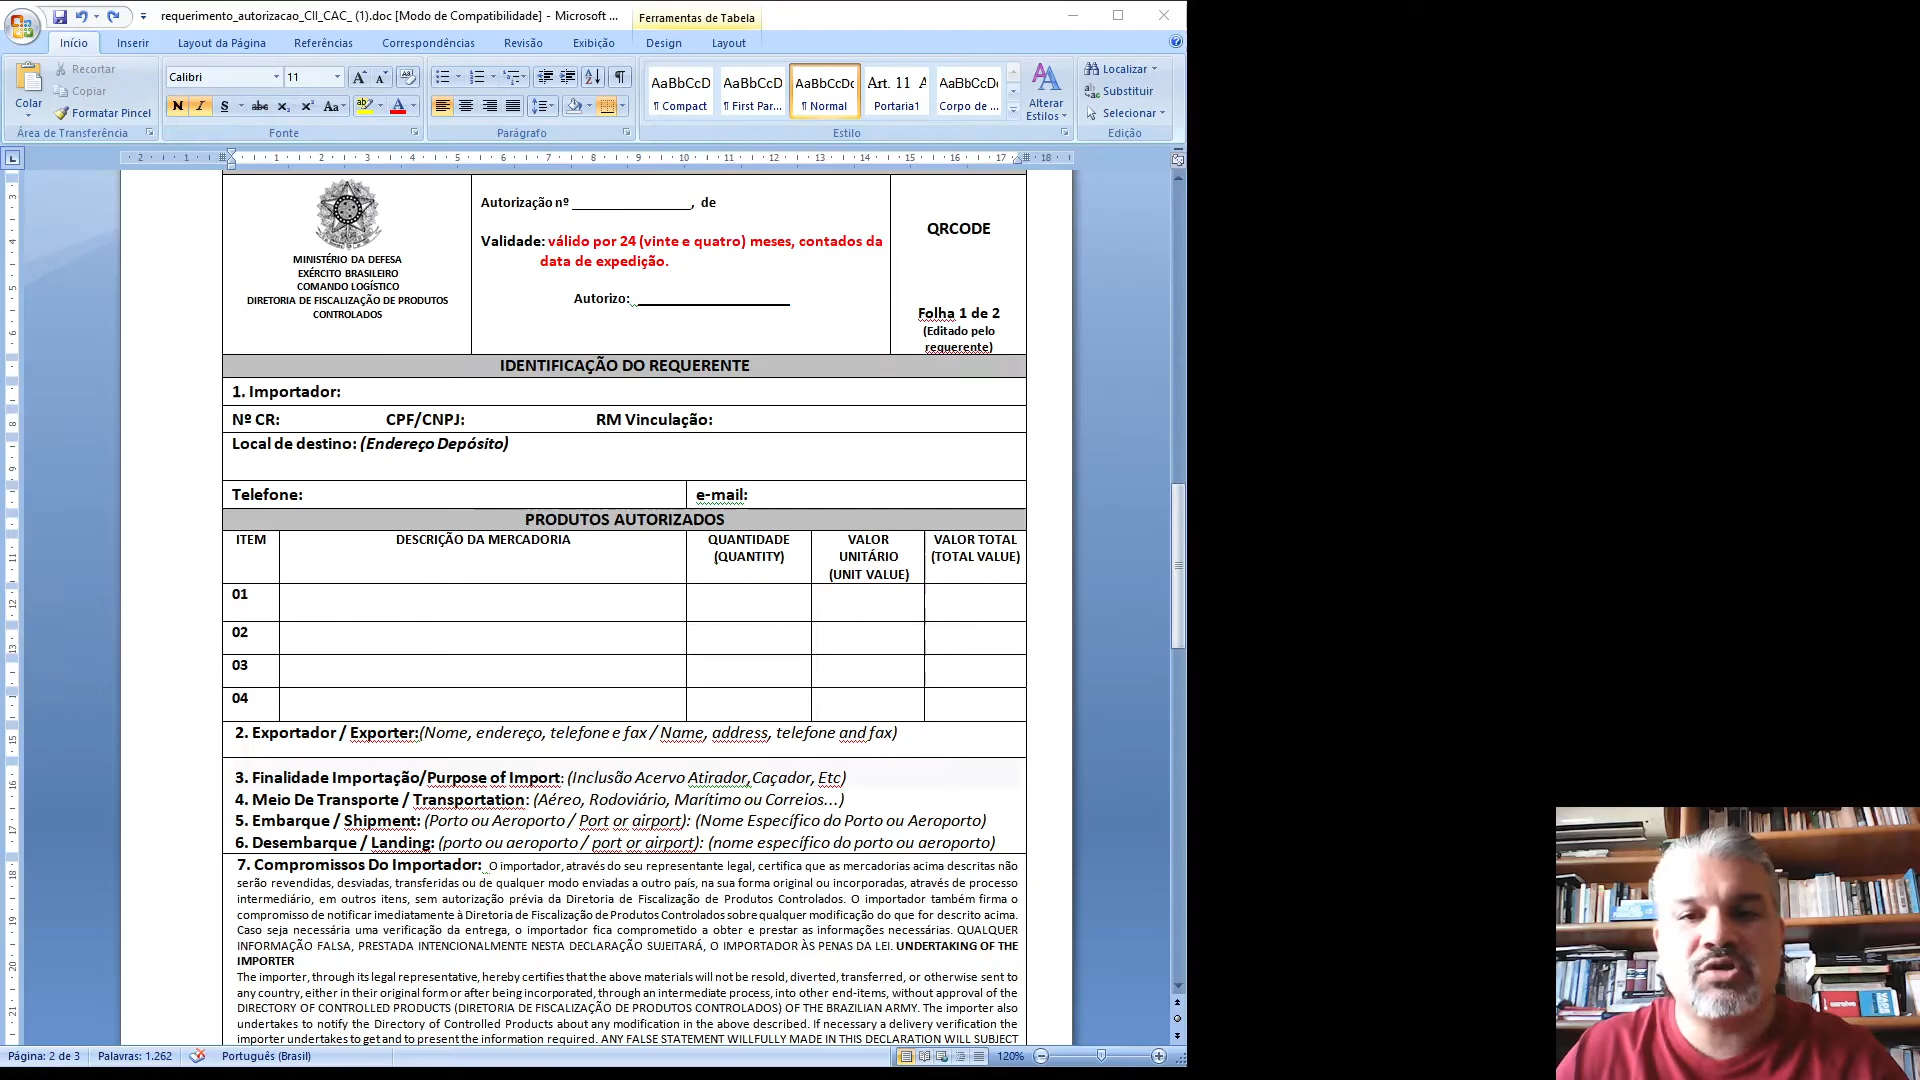 requerimento_autorizacao_CII_CAC_ (1).doc [Modo de Compatibilidade] - Microsoft ...
Ferramentas de Tabela
Início
Inserir
Layout da Página
Referências
Correspondências
Revisão
Exibição
Design
Layout
Colar
Recortar
Copiar
Formatar Pincel
Área de Transferência
Calibri
11
Fonte
Parágrafo
AaBbCcD
¶ Compact
AaBbCcD
¶ First Par...
AaBbCcDc
¶ Normal
Art. 11 A
Portaria1
AaBbCcD
Corpo de ...
Alterar
Estilos
Estilo
Localizar
Substituir
Selecionar
Edição
MINISTÉRIO DA DEFESA
EXÉRCITO BRASILEIRO
COMANDO LOGÍSTICO
DIRETORIA DE FISCALIZAÇÃO DE PRODUTOS
CONTROLADOS
Autorização nº ________________, de
Validade: válido por 24 (vinte e quatro) meses, contados da
data de expedição.
Autorizo: ____________________
QRCODE
Folha 1 de 2
(Editado pelo
requerente)
IDENTIFICAÇÃO DO REQUERENTE
1. Importador:
Nº CR: CPF/CNPJ: RM Vinculação:
Local de destino: (Endereço Depósito)
Telefone: e-mail:
PRODUTOS AUTORIZADOS
ITEM
DESCRIÇÃO DA MERCADORIA
QUANTIDADE
(QUANTITY)
VALOR
UNITÁRIO
(UNIT VALUE)
VALOR TOTAL
(TOTAL VALUE)
01
02
03
04
2. Exportador / Exporter:(Nome, endereço, telefone e fax / Name, address, telefone and fax)
3. Finalidade Importação/Purpose of Import: (Inclusão Acervo Atirador,Caçador, Etc)
4. Meio De Transporte / Transportation: (Aéreo, Rodoviário, Marítimo ou Correios...)
5. Embarque / Shipment: (Porto ou Aeroporto / Port or airport): (Nome Específico do Porto ou Aeroporto)
6. Desembarque / Landing: (porto ou aeroporto / port or airport): (nome específico do porto ou aeroporto)
7. Compromissos Do Importador: O importador, através do seu representante legal, certifica que as mercadorias acima descritas não
serão revendidas, desviadas, transferidas ou de qualquer modo enviadas a outro país, na sua forma original ou incorporadas, através de processo
intermediário, em outros itens, sem autorização prévia da Diretoria de Fiscalização de Produtos Controlados. O importador também firma o
compromisso de notificar imediatamente à Diretoria de Fiscalização de Produtos Controlados sobre qualquer modificação do que for descrito acima.
Caso seja necessária uma verificação da entrega, o importador fica comprometido a obter e prestar as informações necessárias. QUALQUER
INFORMAÇÃO FALSA, PRESTADA INTENCIONALMENTE NESTA DECLARAÇÃO SUJEITARÁ, O IMPORTADOR ÀS PENAS DA LEI. UNDERTAKING OF THE
IMPORTER
The importer, through its legal representative, hereby certifies that the above materials will not be resold, diverted, transferred, or otherwise sent to
any country, either in their original form or after being incorporated, through an intermediate process, into other end-items, without approval of the
DIRECTORY OF CONTROLLED PRODUCTS (DIRETORIA DE FISCALIZAÇÃO DE PRODUTOS CONTROLADOS) OF THE BRAZILIAN ARMY. The importer also
undertakes to notify the Directory of Controlled Products about any modification in the above described. If necessary a delivery verification the
importer undertakes to get and to present the information required. ANY FALSE STATEMENT WILLFULLY MADE IN THIS DECLARATION WILL SUBJECT
Página: 2 de 3
Palavras: 1.262
Português (Brasil)
120%